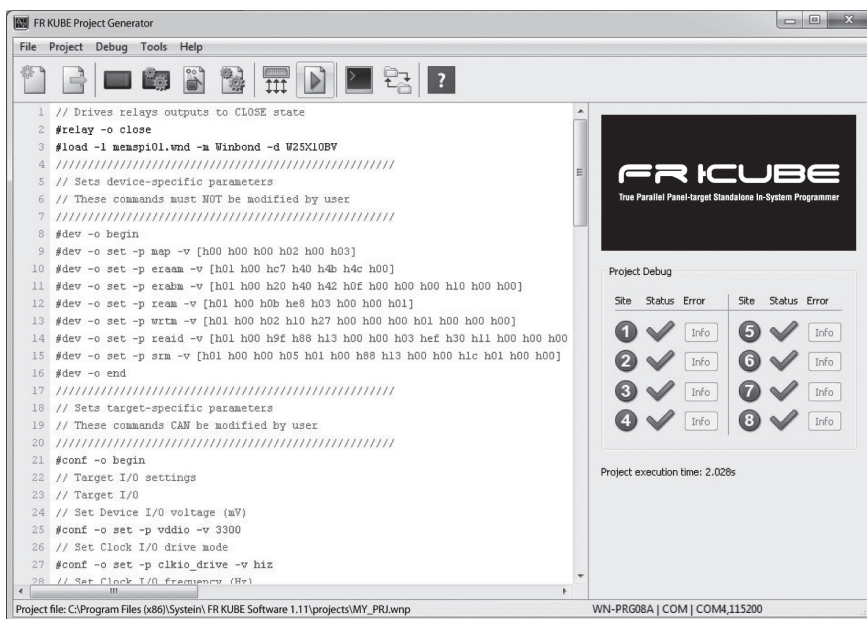 FR KUBE Project Generator
File Project Debug Tools Help
1 // Drives relays outputs to CLOSE state
2 #relay -o close
3 #load -l memspi01.wnd -m Winbond -d W25X10BV
4 /////////////////////////////////////////////////////
5 // Sets device-specific parameters
6 // These commands must NOT be modified by user
7 /////////////////////////////////////////////////////
8 #dev -o begin
9 #dev -o set -p map -v [h00 h00 h00 h02 h00 h03]
10 #dev -o set -p eraam -v [h01 h00 hc7 h40 h4b h4c h00]
11 #dev -o set -p erabm -v [h01 h00 h20 h40 h42 h0f h00 h00 h00 h10 h00 h00]
12 #dev -o set -p ream -v [h01 h00 h0b he8 h03 h00 h00 h01]
13 #dev -o set -p wrtm -v [h01 h00 h02 h10 h27 h00 h00 h00 h01 h00 h00 h00]
14 #dev -o set -p reaid -v [h01 h00 h9f h88 h13 h00 h00 h03 hef h30 h11 h00 h00 h00
15 #dev -o set -p srm -v [h01 h00 h00 h05 h01 h00 h88 h13 h00 h00 h1c h01 h00 h00]
16 #dev -o end
17 /////////////////////////////////////////////////////
18 // Sets target-specific parameters
19 // These commands CAN be modified by user
20 /////////////////////////////////////////////////////
21 #conf -o begin
22 // Target I/O settings
23 // Target I/O
24 // Set Device I/O voltage (mV)
25 #conf -o set -p vddio -v 3300
26 // Set Clock I/O drive mode
27 #conf -o set -p clkio_drive -v hiz
28 // Set Clock I/O frequency (Hz)
FR KUBE
True Parallel Panel-target Standalone In-System Programmer
Project Debug
Site Status Error Site Status Error
1 Info 5 Info
2 Info 6 Info
3 Info 7 Info
4 Info 8 Info
Project execution time: 2.028s
Project file: C:\Program Files (x86)\Systein\ FR KUBE Software 1.11\projects\MY_PRJ.wnp
WN-PRG08A | COM | COM4,115200